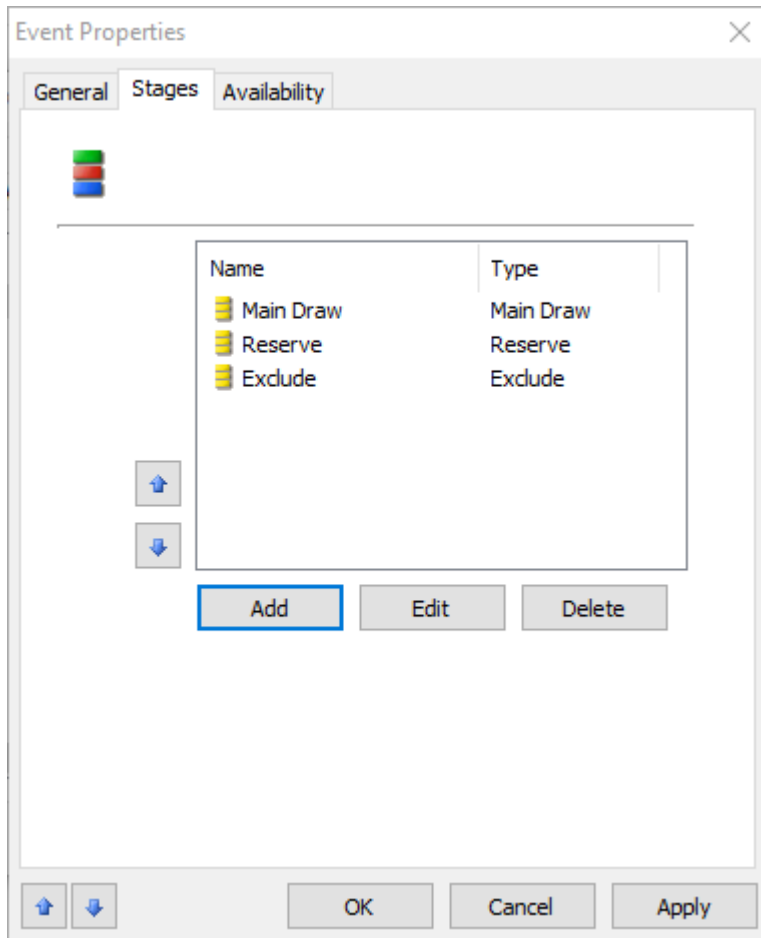 Event Properties
General Stages Availability
Name Type
Main Draw Main Draw
Reserve Reserve
Exclude Exclude
Add Edit Delete
OK Cancel Apply